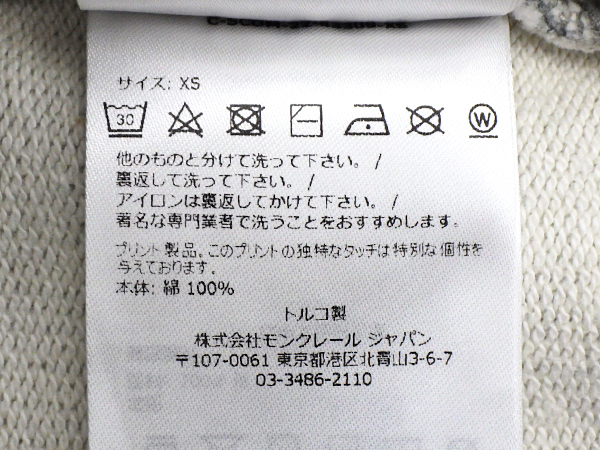 サイズ: XS
30
W
他のものと分けて洗って下さい。/
裏返して洗って下さい。/
アイロンは裏返してかけて下さい。/
著名な専門業者で洗うことをおすすめします。
プリント製品。このプリントの独特なタッチは特別な個性を
与えております。
本体: 綿 100%
トルコ製
株式会社モンクレール ジャパン
〒107-0061 東京都港区北青山3-6-7
03-3486-2110